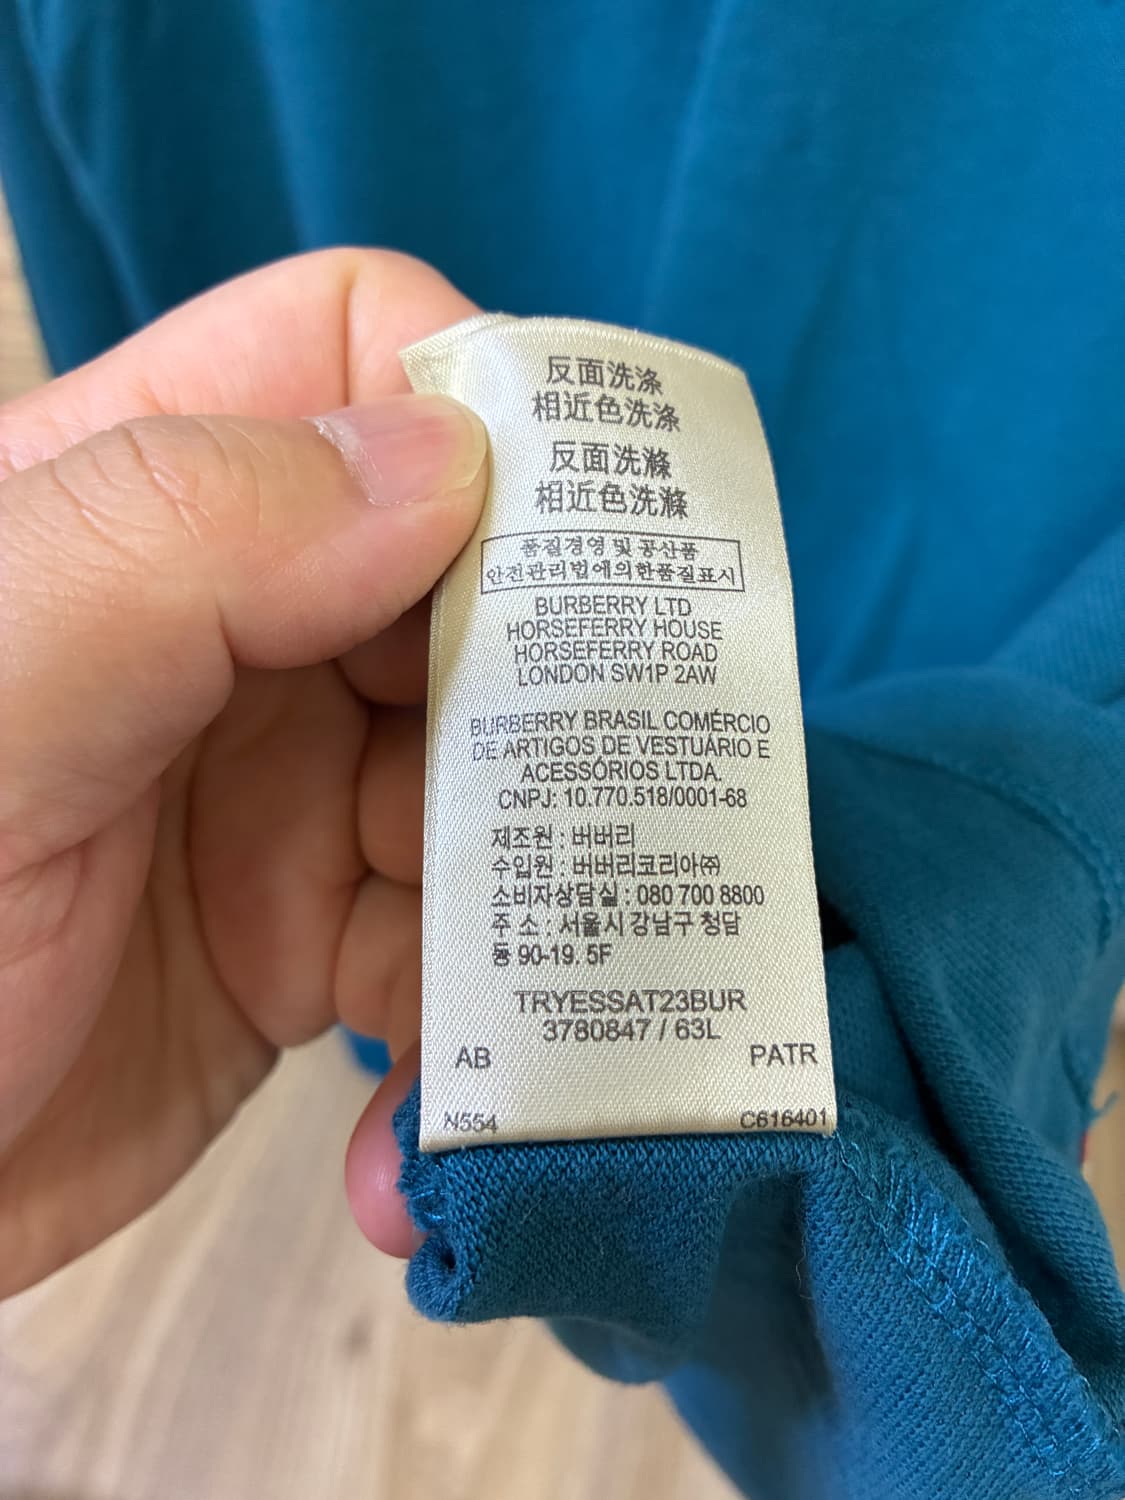 反面洗涤
相近色洗涤
反面洗滌
相近色洗滌
품질경영 및 공산품
안전관리법에의한품질표시
BURBERRY LTD
HORSEFERRY HOUSE
HORSEFERRY ROAD
LONDON SW1P 2AW
BURBERRY BRASIL COMÉRCIO
DE ARTIGOS DE VESTUÁRIO E
ACESSÓRIOS LTDA.
CNPJ: 10.770.518/0001-68
제조원 : 버버리
수입원 : 버버리코리아㈜
소비자상담실 : 080 700 8800
주 소 : 서울시 강남구 청담
동 90-19. 5F
TRYESSAT23BUR
3780847 / 63L
AB PATR
N554 C616401